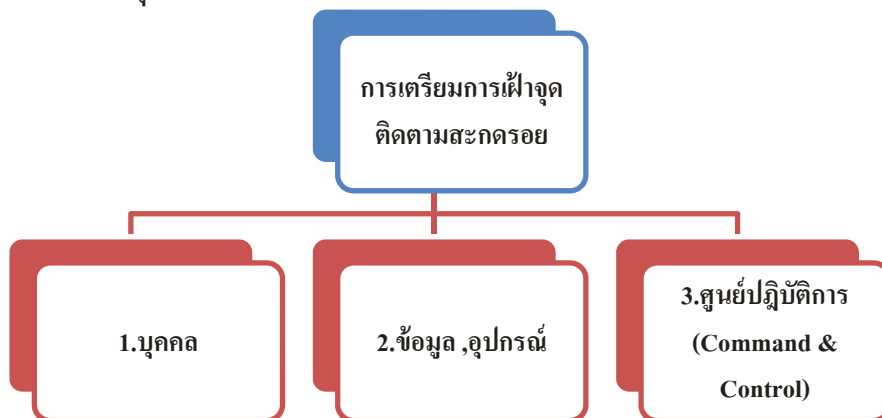 การเตรียมการเฝ้าจุด
ติดตามสะกดรอย
1.บุคคล
2.ข้อมูล ,อุปกรณ์
3.ศูนย์ปฎิบัติการ
(Command &
Control)